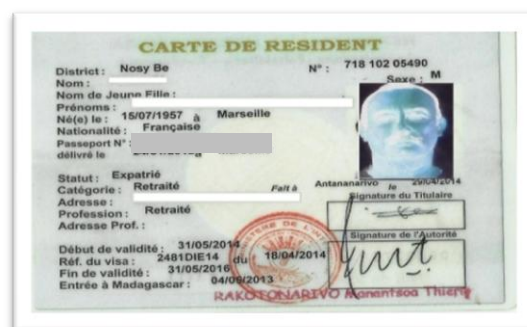 CARTE DE RESIDENT
District : Nosy Be N° : 718 102 05490
Nom : Sexe : M
Nom de Jeune Fille :
Prénoms :
Né(e) le : 15/07/1957 à Marseille
Nationalité : Française
Passeport N° :
délivré le
Statut : Expatrié
Catégorie : Retraité Fait à Antananarivo le 29/04/2014
Adresse : Signature du Titulaire
Profession : Retraité
Adresse Prof. :
Signature de l'Autorité
Début de validité : 31/05/2014
Réf. du visa : 2481DIE14 du 18/04/2014
Fin de validité : 31/05/2016
Entrée à Madagascar : 04/06/2013
RAKOTONARIVO Manantsoa Thierry